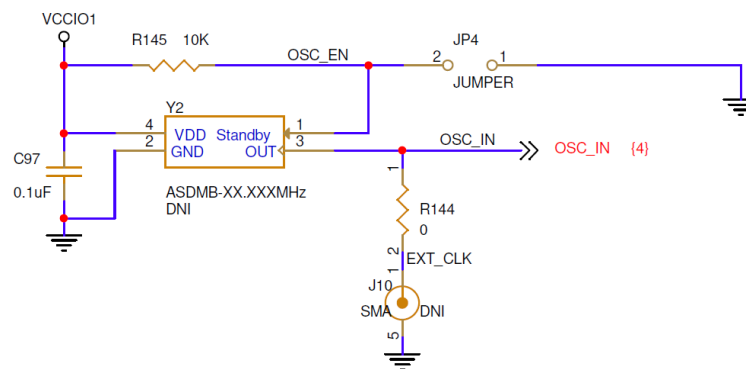 VCCIO1
R145 10K
OSC_EN
JP4
2 1
JUMPER
Y2
4 VDD Standby 1
2 GND OUT 3
C97
0.1uF
ASDMB-XX.XXXMHz
DNI
OSC_IN
OSC_IN {4}
1
R144
0
2
EXT_CLK
1
J10
SMA DNI
5